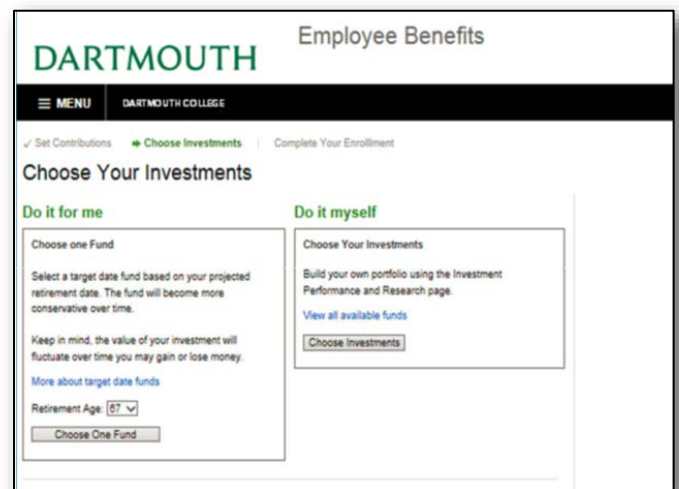 Employee Benefits
DARTMOUTH
☰ MENU DARTMOUTH COLLEGE
✓ Set Contributions ➡ Choose Investments | Complete Your Enrollment
Choose Your Investments
Do it for me
Choose one Fund
Select a target date fund based on your projected
retirement date. The fund will become more
conservative over time.
Keep in mind, the value of your investment will
fluctuate over time you may gain or lose money.
More about target date funds
Retirement Age: 67
Choose One Fund
Do it myself
Choose Your Investments
Build your own portfolio using the Investment
Performance and Research page.
View all available funds
Choose Investments